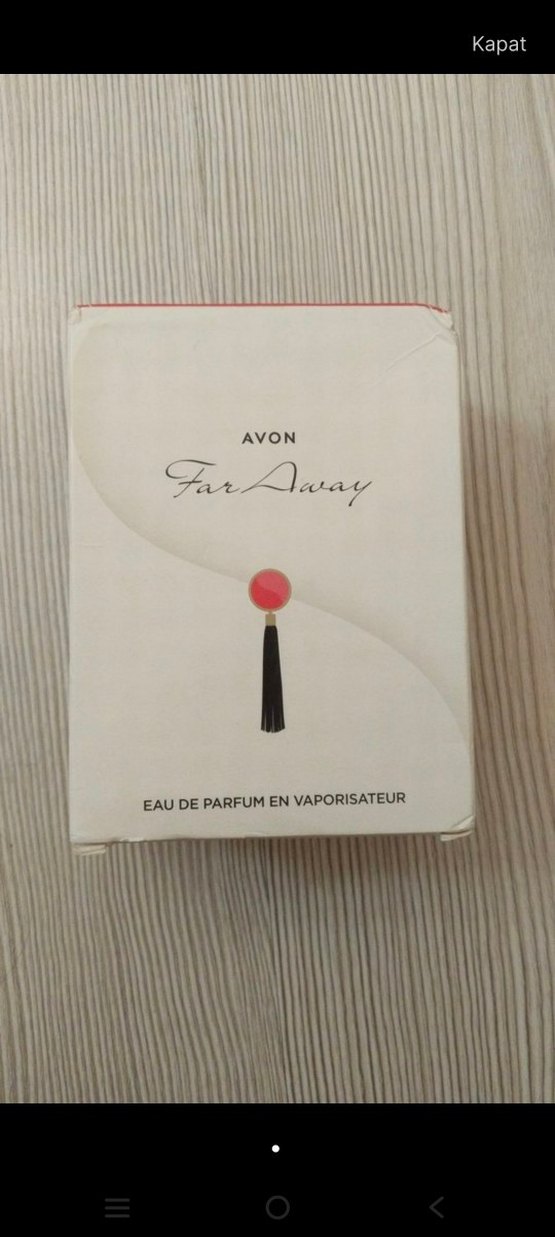 Kapat
AVON
Far Away
EAU DE PARFUM EN VAPORISATEUR